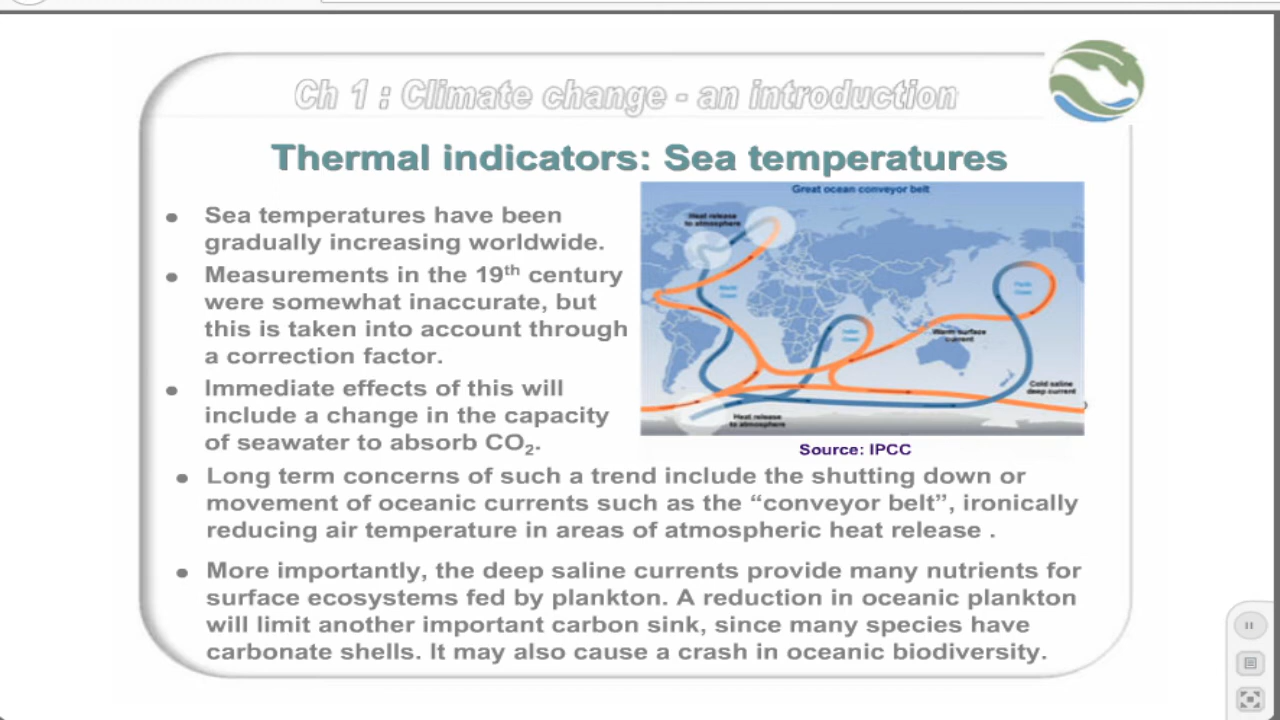 Ch 1 : Climate change - an introduction
Thermal indicators: Sea temperatures
Sea temperatures have been
gradually increasing worldwide.
Measurements in the 19th century
were somewhat inaccurate, but
this is taken into account through
a correction factor.
Immediate effects of this will
include a change in the capacity
of seawater to absorb CO2.
Great ocean conveyor belt
Heat release
to atmosphere
Pacific
Ocean
Indian
Ocean
Warm surface
current
Cold saline
deep current
Heat release
to atmosphere
Source: IPCC
Long term concerns of such a trend include the shutting down or
movement of oceanic currents such as the “conveyor belt”, ironically
reducing air temperature in areas of atmospheric heat release .
More importantly, the deep saline currents provide many nutrients for
surface ecosystems fed by plankton. A reduction in oceanic plankton
will limit another important carbon sink, since many species have
carbonate shells. It may also cause a crash in oceanic biodiversity.